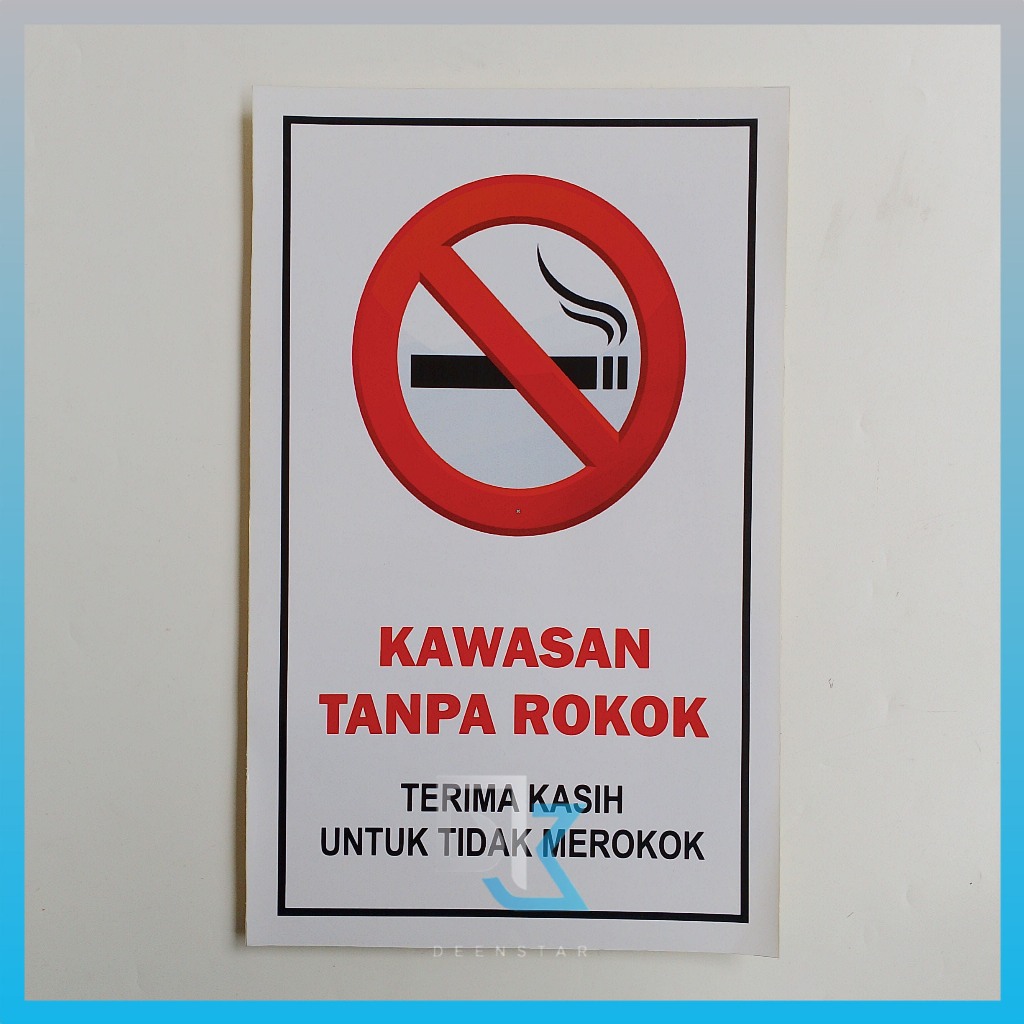 KAWASAN
TANPA ROKOK
TERIMA KASIH
UNTUK TIDAK MEROKOK
DEENSTAR